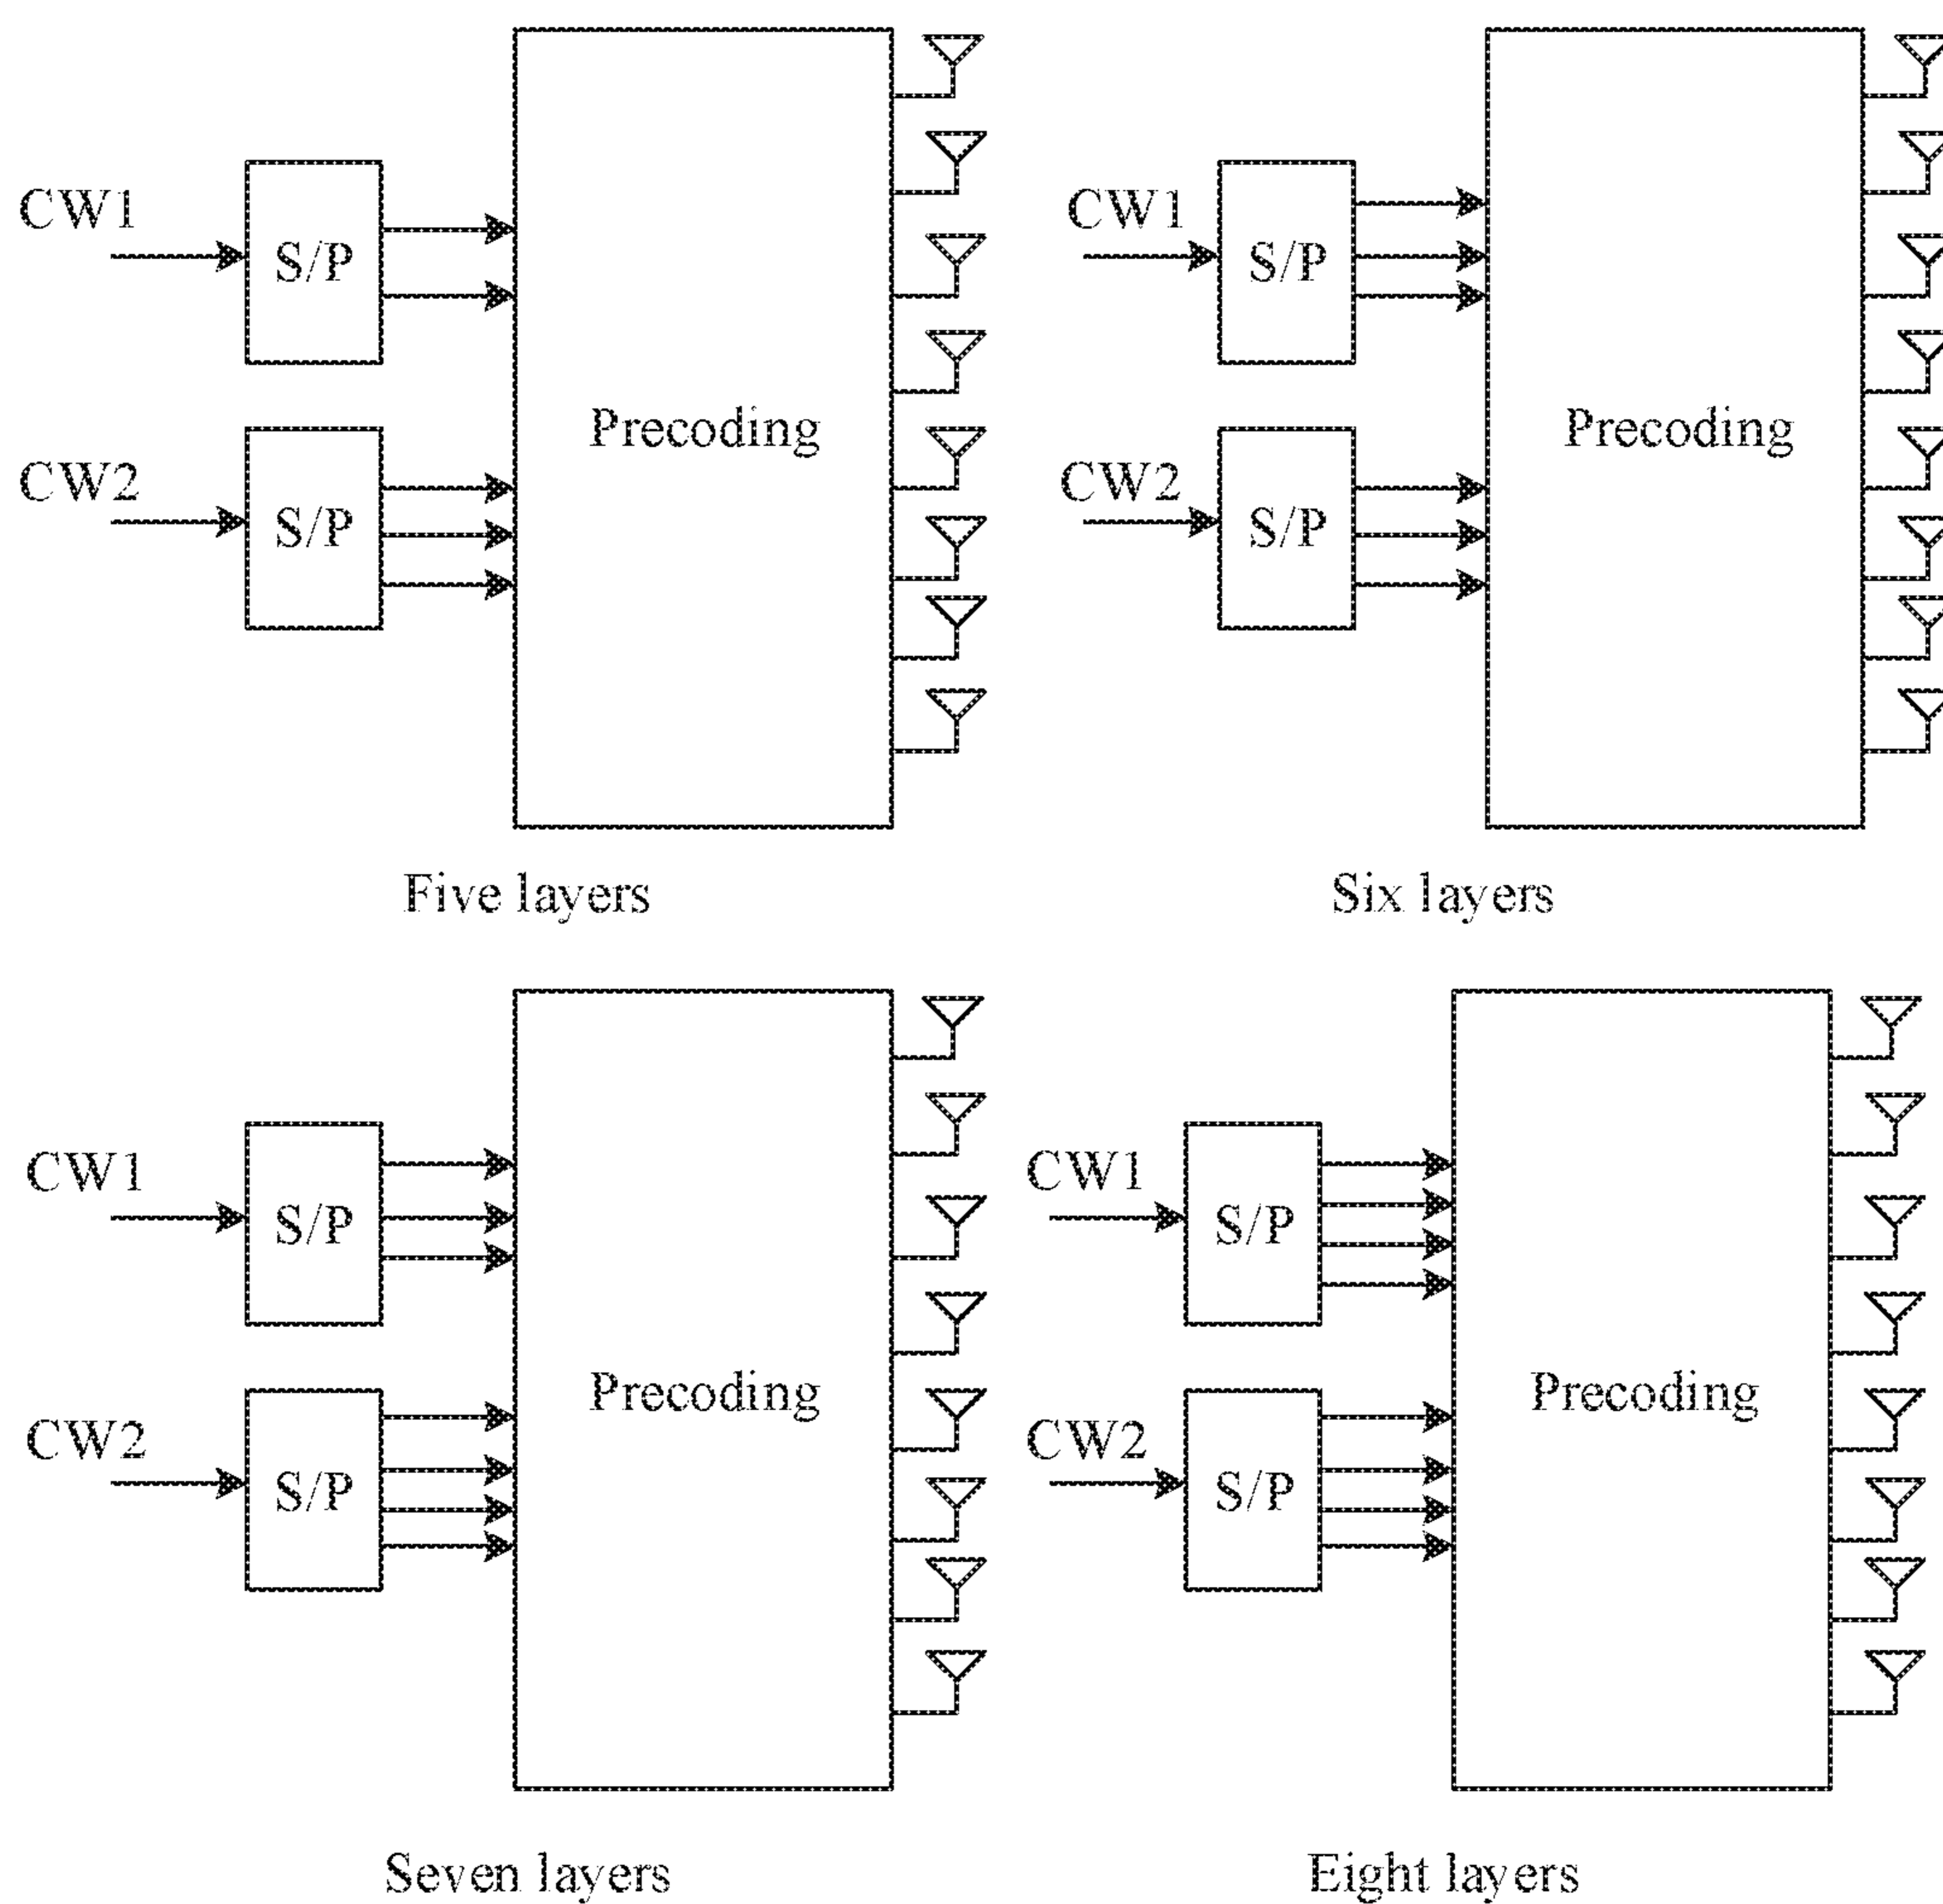 CW1
S/P
CW2
S/P
Precoding
Five layers
CW1
S/P
CW2
S/P
Precoding
Six layers
CW1
S/P
CW2
S/P
Precoding
Seven layers
CW1
S/P
CW2
S/P
Precoding
Eight layers